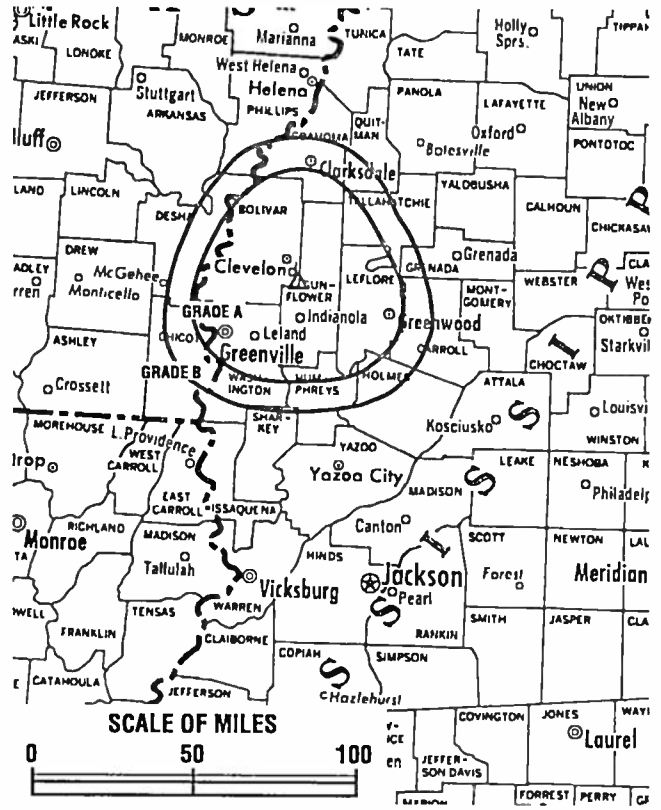 Little Rock
LONOKE
MONROE
Marianna
TUNICA
TATE
Holly
Sprs.
West Helena
Helena
Stuttgart
JEFFERSON
ARKANSAS
PHILLIPS
QUIT-
MAN
PANOLA
LAFAYETTE
Oxford
Batesville
UNION
New
Albany
PONTOTOC
Clarksdale
LINCOLN
DESHA
BOLIVAR
YALOBUSHA
CALHOUN
DREW
McGehee
Monticello
Cleveland
SUN-
FLOWER
LEFLORE
GRENADA
Grenada
MONT-
GOMERY
WEBSTER
GRADE A
Indianola
Leland
Greenville
Greenwood
CHICOT
ASHLEY
Crossett
GRADE B
WASH-
INGTON
HUM-
PHREYS
HOLMES
CARROLL
ATTALA
CHOCTAW
MOREHOUSE
L. Providence
WEST
CARROLL
SHAR-
KEY
YAZOO
Yazoo City
Kosciusko
WINSTON
LEAKE
NESHOBA
EAST
CARROLL
ISSAQUENA
MADISON
Canton
Monroe
RICHLAND
MADISON
Tallulah
HINDS
SCOTT
NEWTON
Vicksburg
Jackson
Pearl
Forest
Meridian
WARREN
TENSAS
FRANKLIN
CLAIBORNE
RANKIN
SMITH
JASPER
COPIAH
SIMPSON
CATAHOULA
JEFFERSON
Hazlehurst
S
S
I
S
S
I
P
P
SCALE OF MILES
0 50 100
COVINGTON
JONES
Laurel
JEFFER-
SON DAVIS
FORREST
PERRY